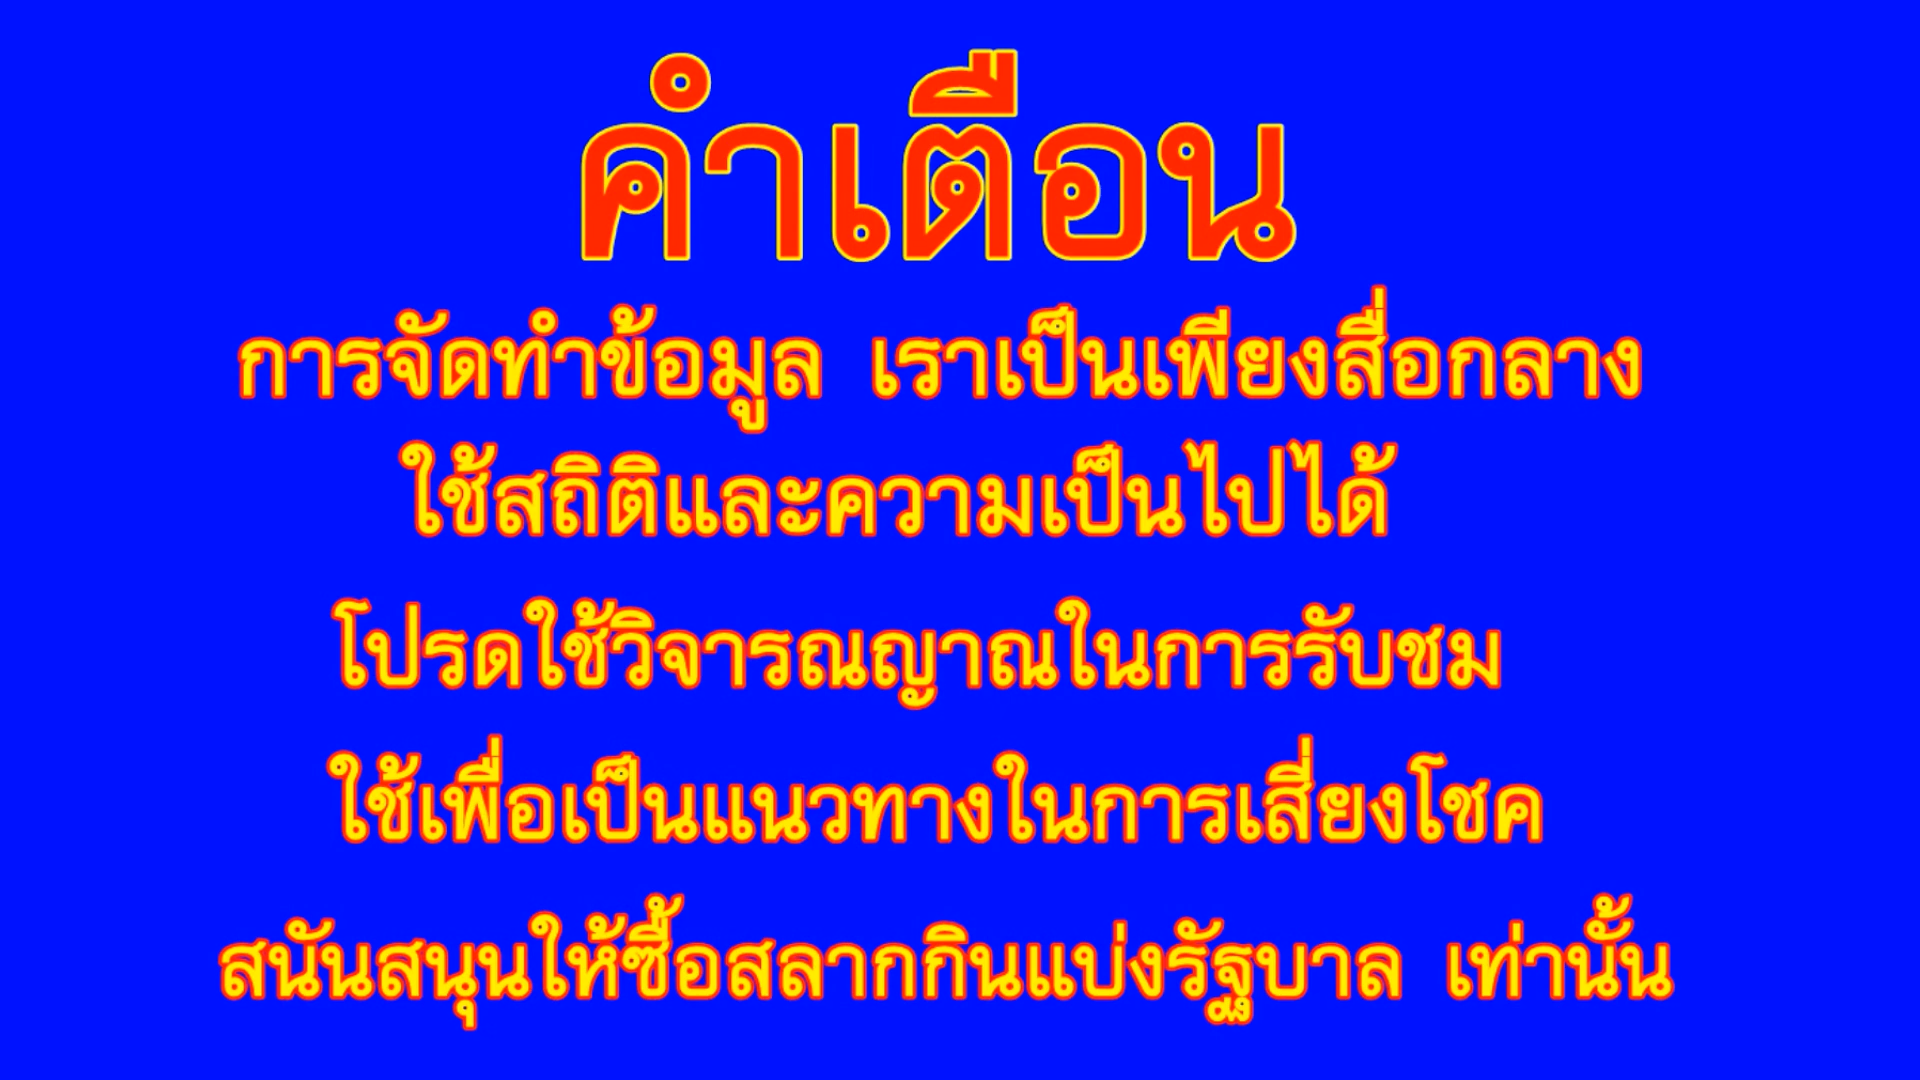 คำเตือน
การจัดทำข้อมูล เราเป็นเพียงสื่อกลาง
ใช้สถิติและความเป็นไปได้
โปรดใช้วิจารณญาณในการรับชม
ใช้เพื่อเป็นแนวทางในการเสี่ยงโชค
สนันสนุนให้ซื้อสลากกินแบ่งรัฐบาล เท่านั้น